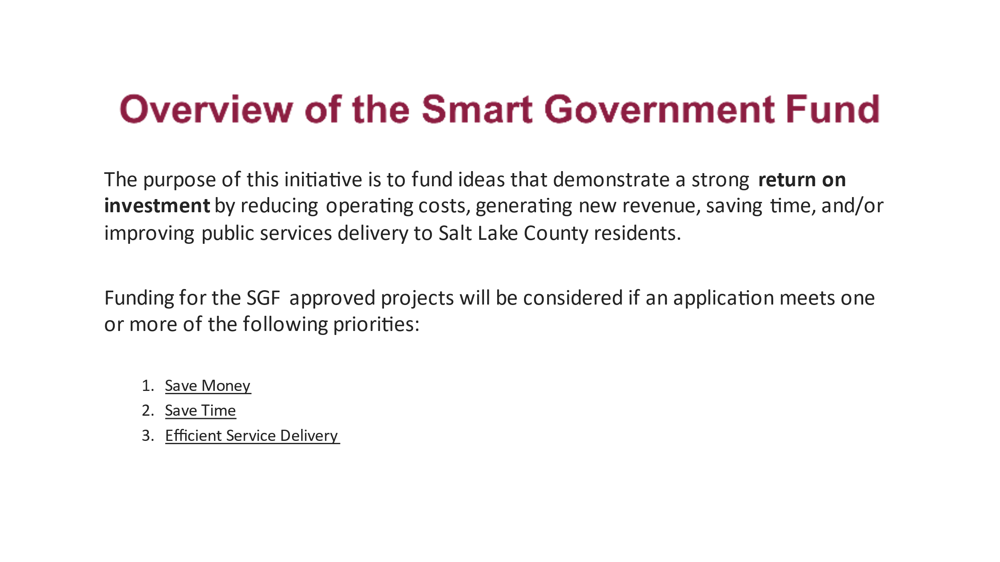 Overview of the Smart Government Fund
The purpose of this initiative is to fund ideas that demonstrate a strong return on
investment by reducing operating costs, generating new revenue, saving time, and/or
improving public services delivery to Salt Lake County residents.
Funding for the SGF approved projects will be considered if an application meets one
or more of the following priorities:
1. Save Money
2. Save Time
3. Efficient Service Delivery